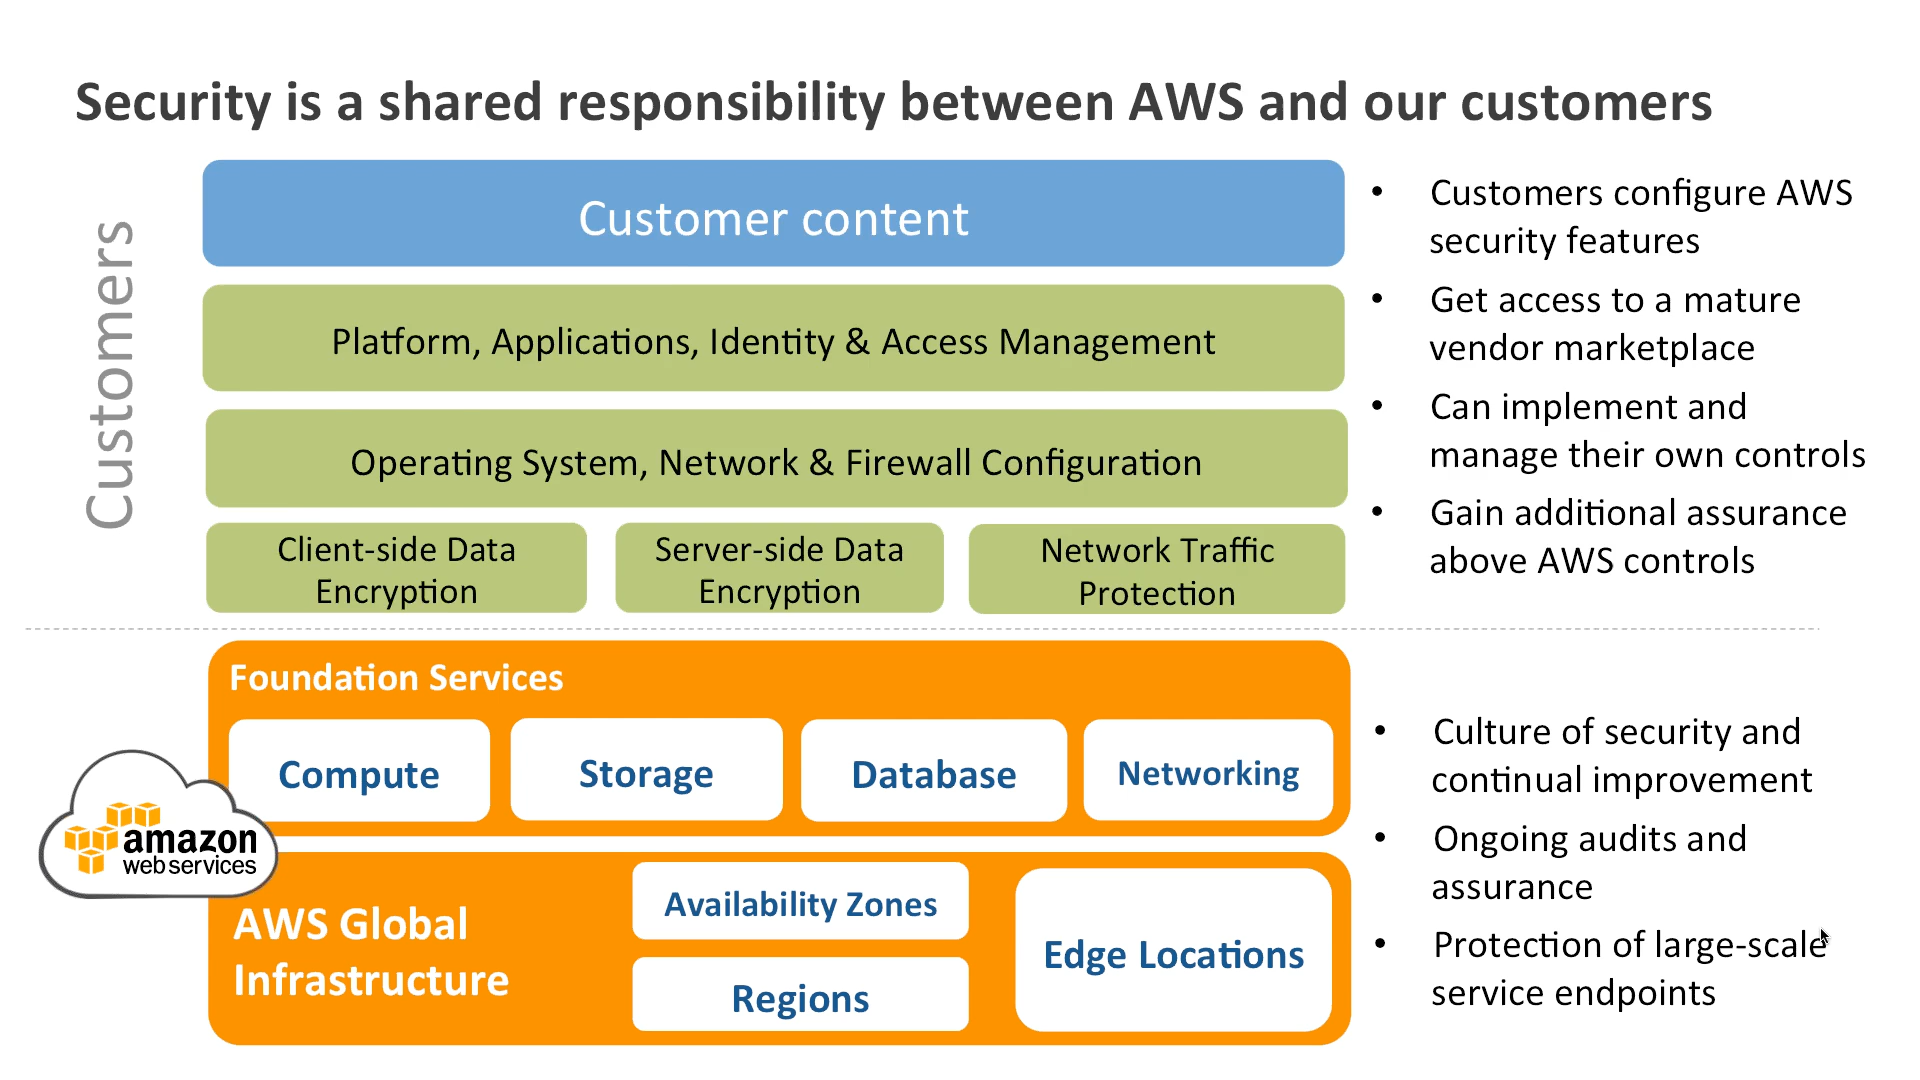 Security is a shared responsibility between AWS and our customers
Customers
Customer content
Platform, Applications, Identity & Access Management
Operating System, Network & Firewall Configuration
Client-side Data
Encryption
Server-side Data
Encryption
Network Traffic
Protection
• Customers configure AWS
security features
• Get access to a mature
vendor marketplace
• Can implement and
manage their own controls
• Gain additional assurance
above AWS controls
Foundation Services
Compute
Storage
Database
Networking
amazon
web services
AWS Global
Infrastructure
Availability Zones
Regions
Edge Locations
• Culture of security and
continual improvement
• Ongoing audits and
assurance
• Protection of large-scale
service endpoints